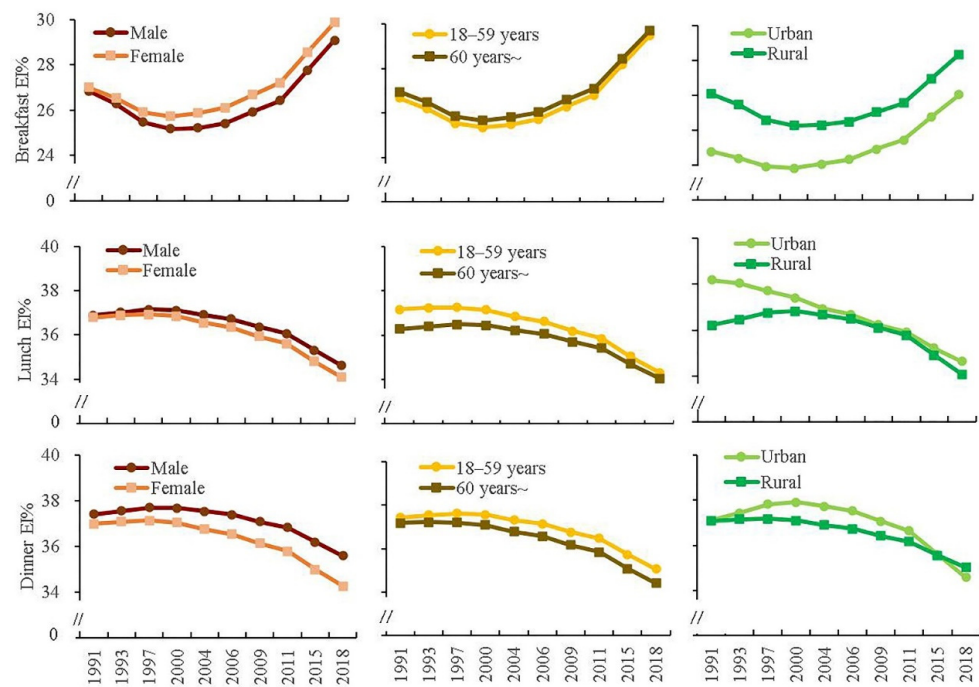 30
28
26
24
0
//
Breakfast EI%
Male
Female
//
18–59 years
60 years~
//
Urban
Rural
40
38
36
34
0
//
Lunch EI%
Male
Female
//
18–59 years
60 years~
//
Urban
Rural
40
38
36
34
0
//
Dinner EI%
Male
Female
//
18–59 years
60 years~
//
Urban
Rural
1991 1993 1997 2000 2004 2006 2009 2011 2015 2018
1991 1993 1997 2000 2004 2006 2009 2011 2015 2018
1991 1993 1997 2000 2004 2006 2009 2011 2015 2018